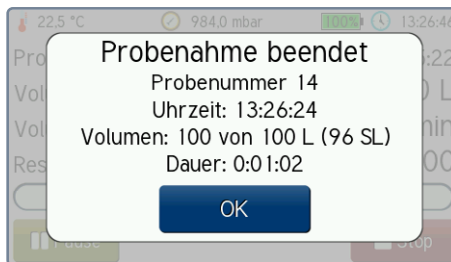 22.5 °C 984,0 mbar 100% 13:26:46
Probenahme beendet
Probenummer 14
Uhrzeit: 13:26:24
Volumen: 100 von 100 L (96 SL)
Dauer: 0:01:02
OK
Pause Stop